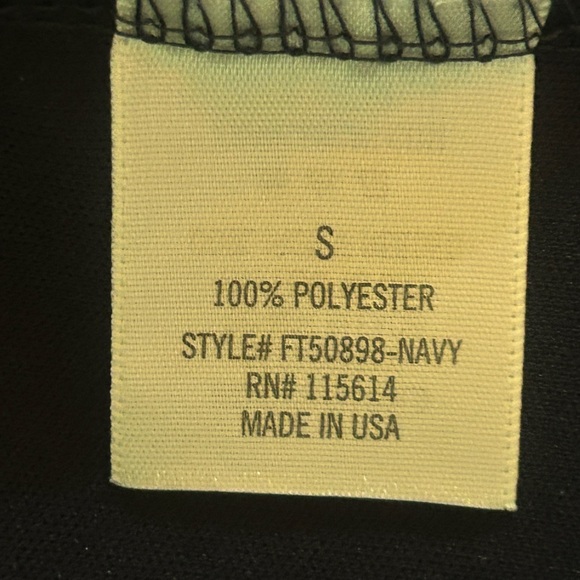 S
100% POLYESTER
STYLE# FT50898-NAVY
RN# 115614
MADE IN USA